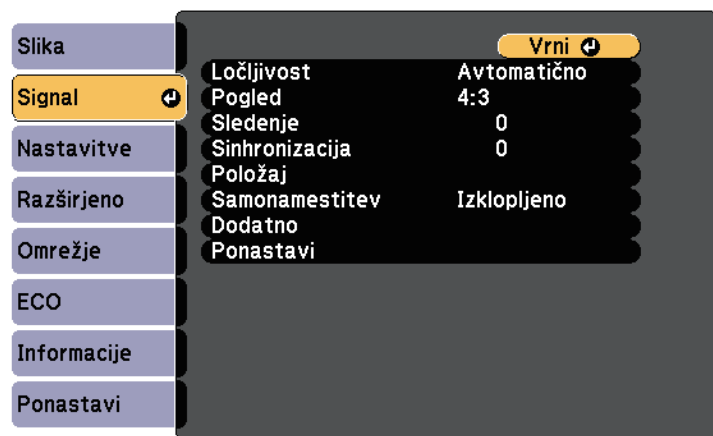 Slika
Signal
Nastavitve
Razširjeno
Omrežje
ECO
Informacije
Ponastavi
Vrni
Ločljivost Avtomatično
Pogled 4:3
Sledenje 0
Sinhronizacija 0
Položaj
Samonamestitev Izklopljeno
Dodatno
Ponastavi